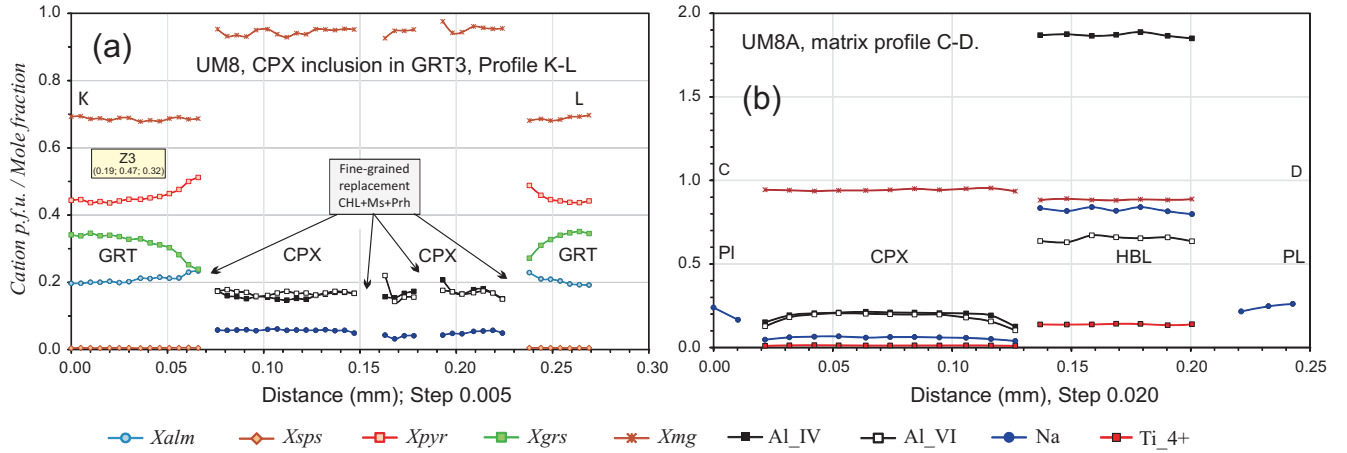 (a)
UM8, CPX inclusion in GRT3, Profile K-L
K
L
Z3
(0.19; 0.47; 0.32)
Fine-grained
replacement
CHL+Ms+Prh
GRT
CPX
CPX
GRT
Cation p.f.u. / Mole fraction
1.0
0.8
0.6
0.4
0.2
0.0
0.00
0.05
0.10
0.15
0.20
0.25
0.30
Distance (mm); Step 0.005
UM8A, matrix profile C-D.
(b)
C
D
Pl
CPX
HBL
PL
2.0
1.5
1.0
0.5
0.0
0.00
0.05
0.10
0.15
0.20
0.25
Distance (mm), Step 0.020
Xalm
Xsps
Xpyr
Xgrs
Xmg
Al_IV
Al_VI
Na
Ti_4+